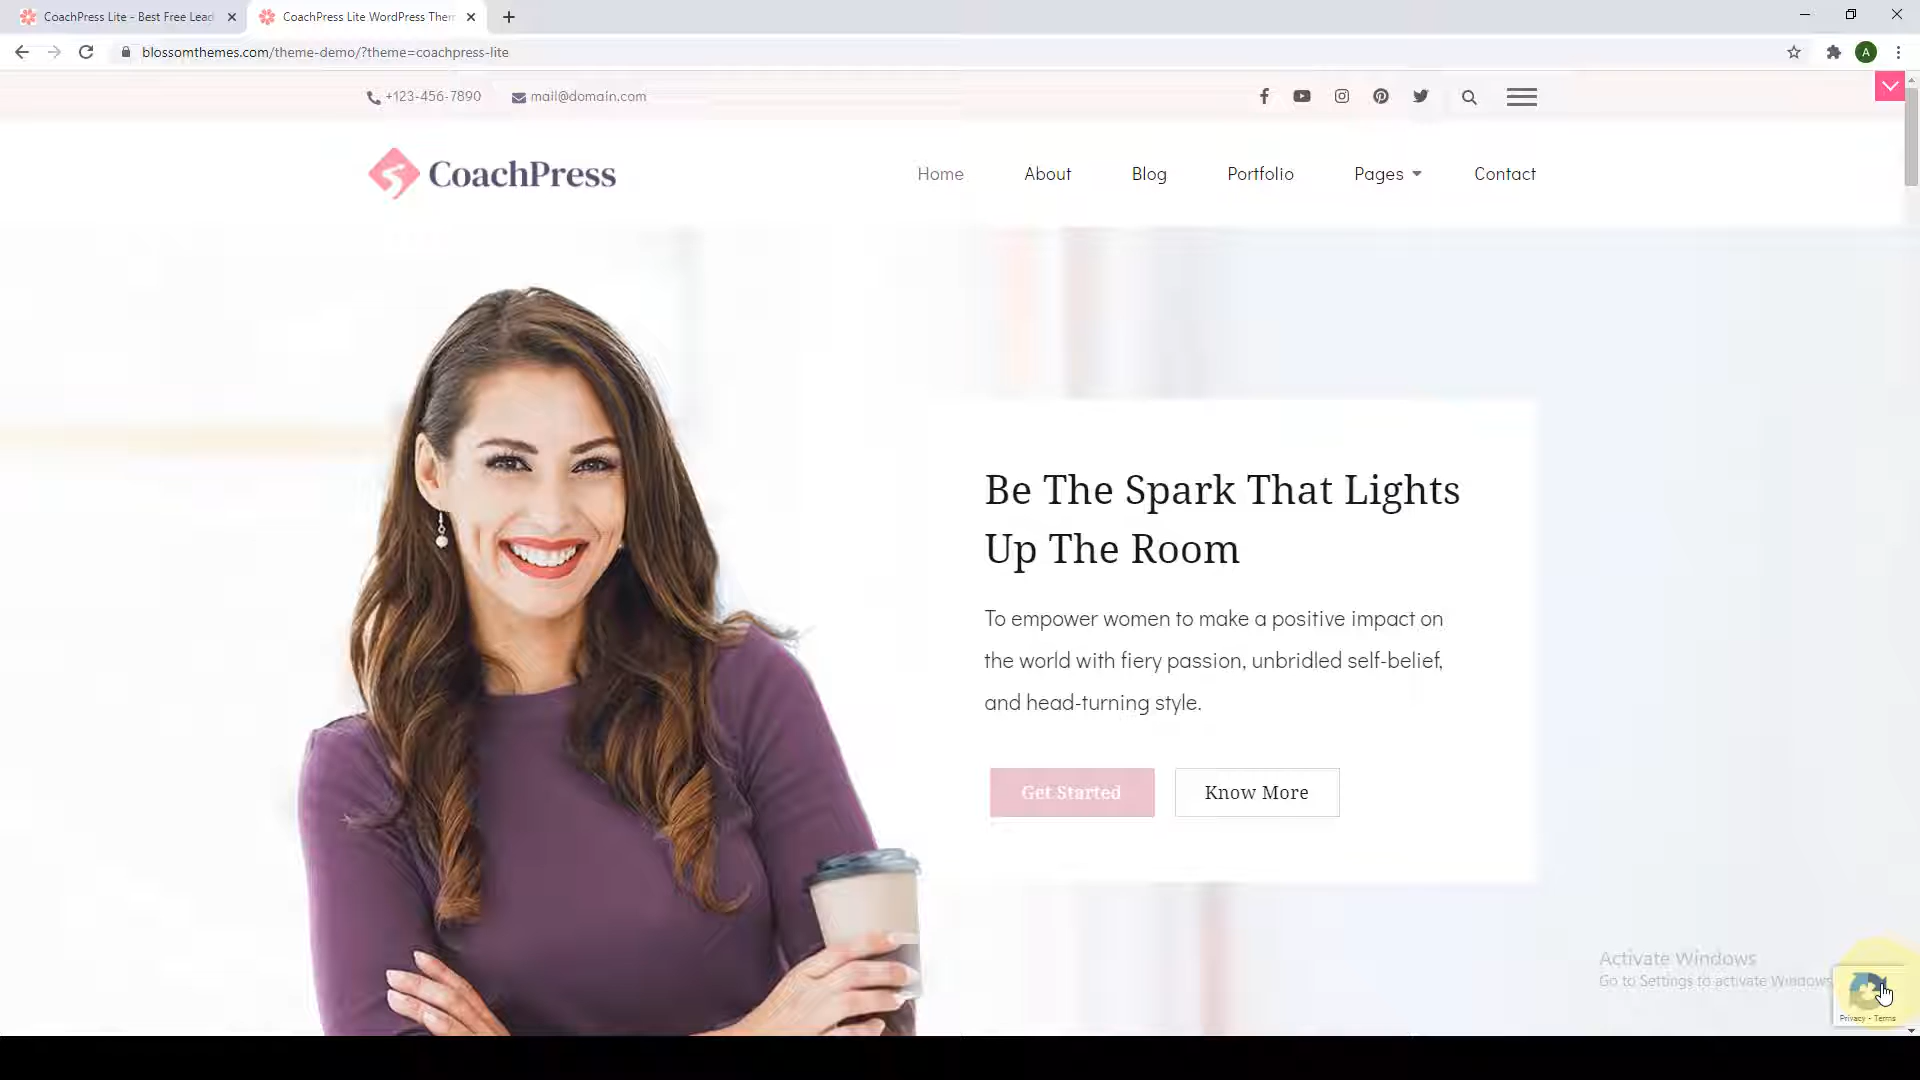 CoachPress Lite - Best Free Lead
CoachPress Lite WordPress Them
blossomthemes.com/theme-demo/?theme=coachpress-lite
A
+123-456-7890
mail@domain.com
CoachPress
Home
About
Blog
Portfolio
Pages
Contact
Be The Spark That Lights
Up The Room
To empower women to make a positive impact on
the world with fiery passion, unbridled self-belief,
and head-turning style.
Get Started
Know More
Activate Windows
Go to Settings to activate Windows
Privacy - Terms